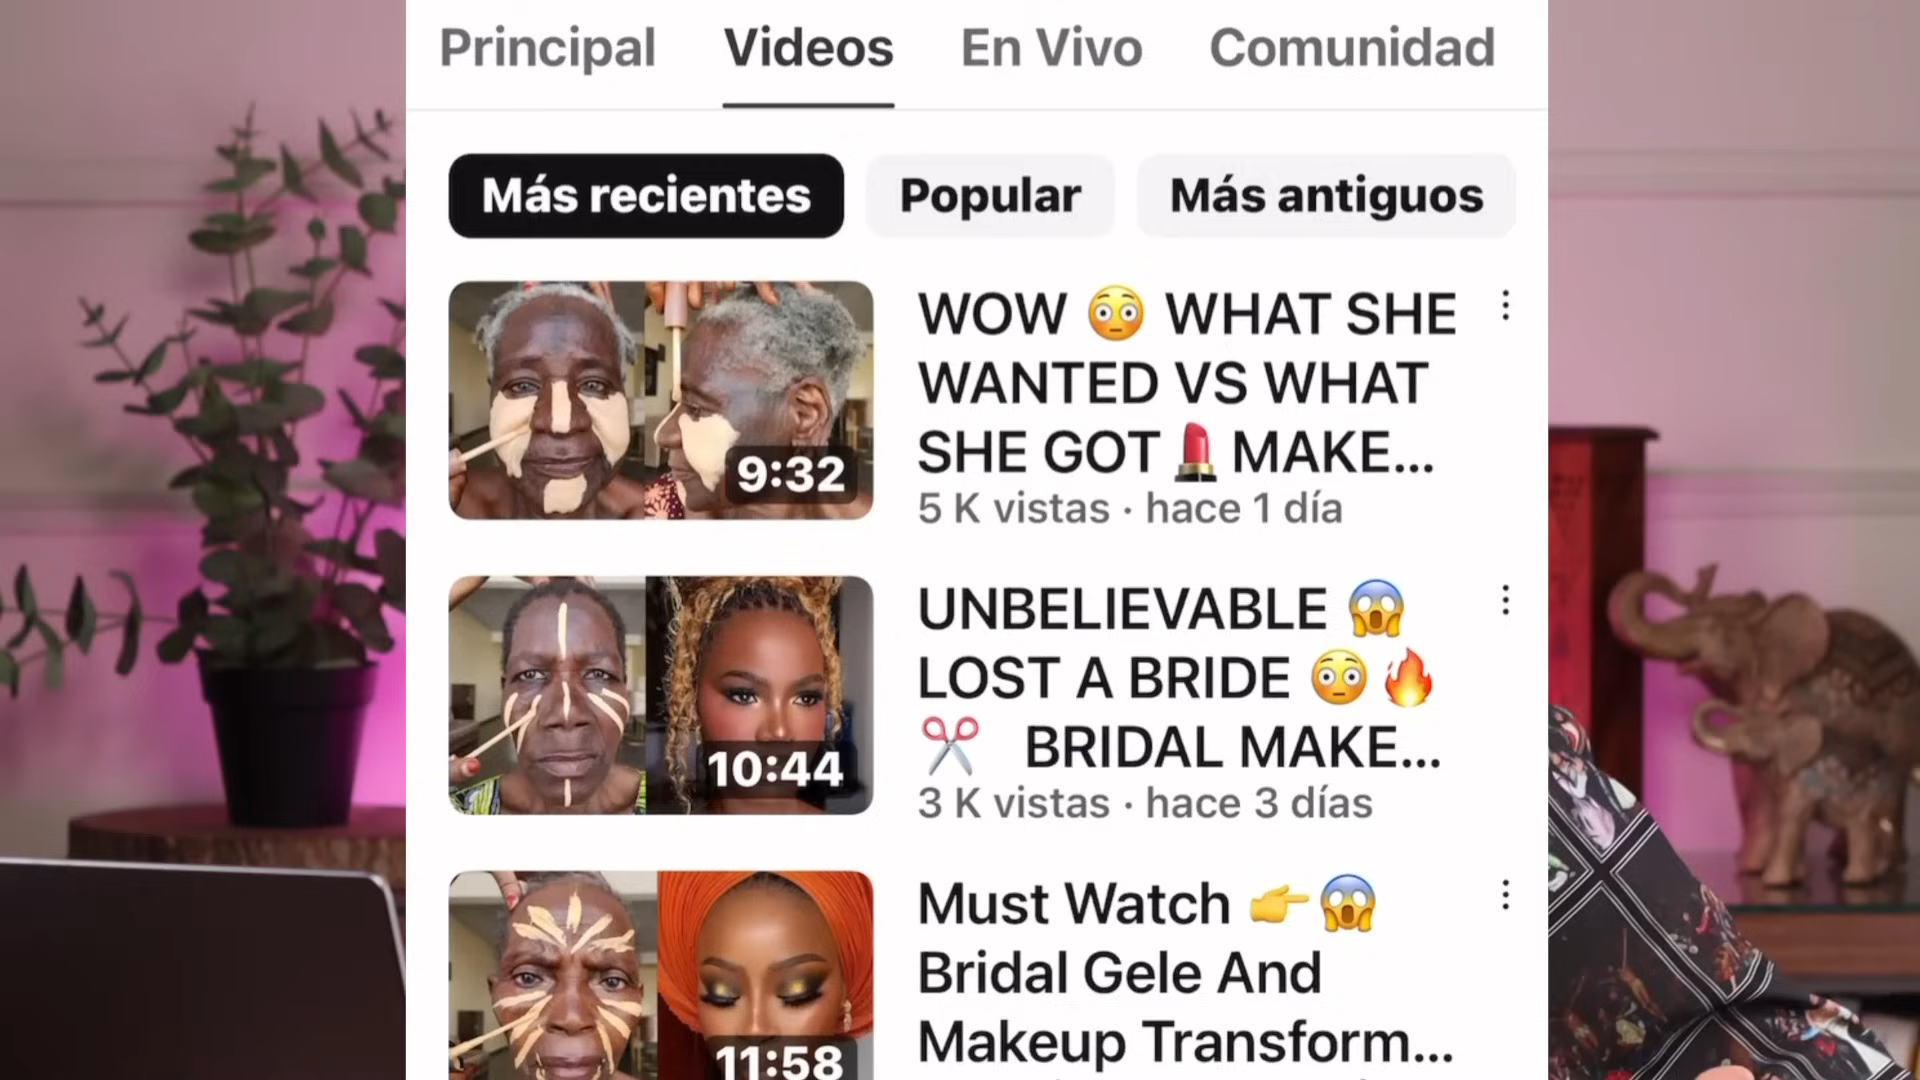 Principal Videos En Vivo Comunidad
Más recientes Popular Más antiguos
WOW 😳 WHAT SHE
WANTED VS WHAT
SHE GOT💄MAKE...
9:32
5 K vistas · hace 1 día
UNBELIEVABLE 😱
LOST A BRIDE 😳🔥
✂️ BRIDAL MAKE...
10:44
3 K vistas · hace 3 días
Must Watch 👉😱
Bridal Gele And
Makeup Transform...
11:58